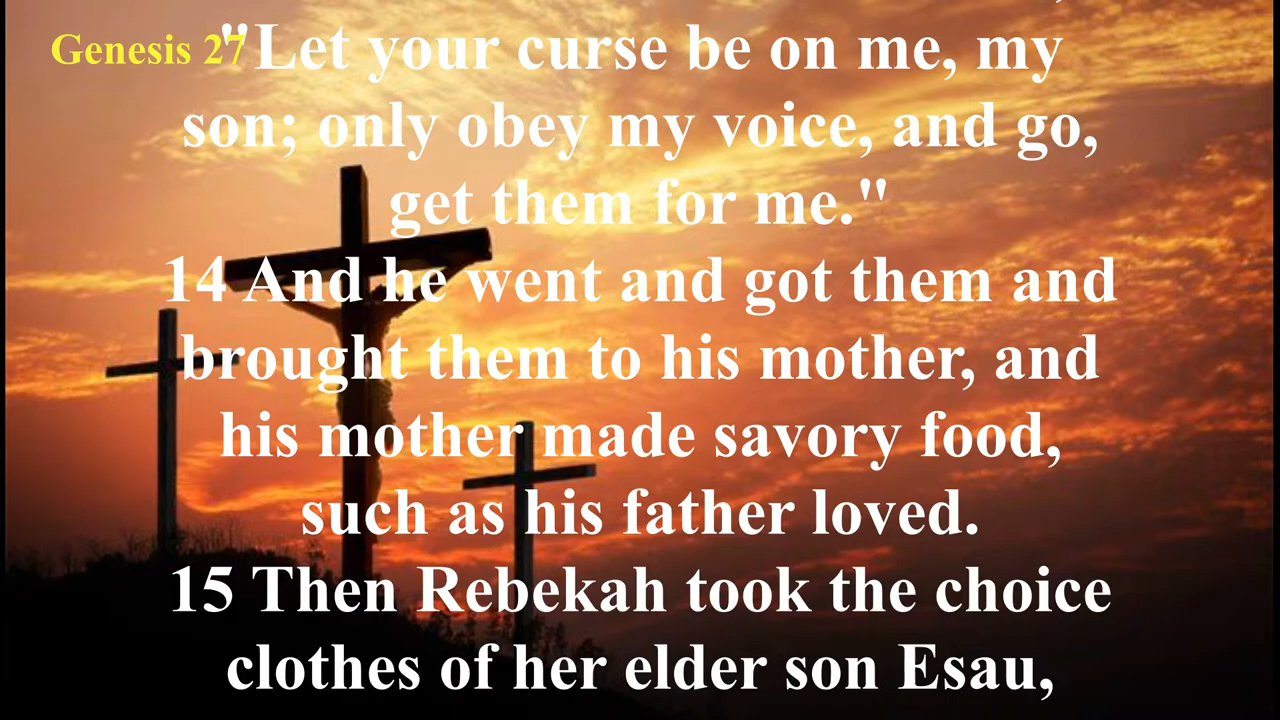 Genesis 27
"Let your curse be on me, my
son; only obey my voice, and go,
get them for me."
14 And he went and got them and
brought them to his mother, and
his mother made savory food,
such as his father loved.
15 Then Rebekah took the choice
clothes of her elder son Esau,